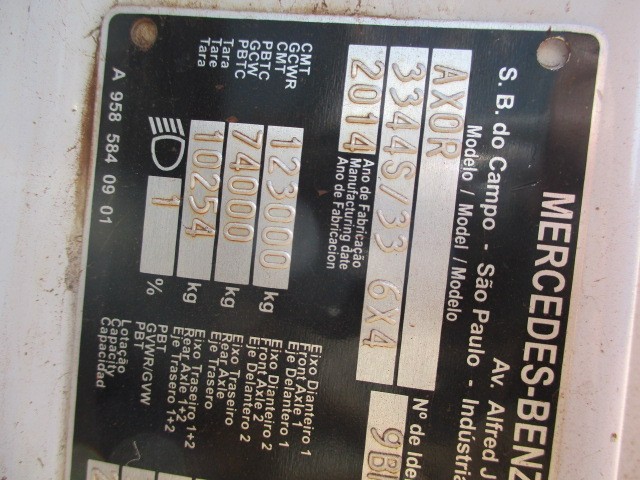 MERCEDES-BENZ
Av. Alfred J
S. B. do Campo - São Paulo - Indústria
Modelo / Model / Modelo
AXOR
3344S/33 6X4
Nº de Ide
9B
2014
Ano de Fabricação
Manufacturing date
Ano de Fabricacion
CMT
GCWR
CMT
123000 kg
PBTC
GCW
PBTC
74000 kg
Tara
Tara
Tare
10254 kg
1 %
Eixo Dianteiro 1
Front Axle 1
Eje Delantero 1
Eixo Dianteiro 2
Front Axle 2
Eje Delantero 2
Eixo Traseiro
Rear Axle
Eje Trasero
Eixo Traseiro 1+2
Rear Axle 1+2
Eje Trasero 1+2
PBT
GVWR/GVW
PBT
Lotação
Capacity
Capacidad
A 958 584 09 01